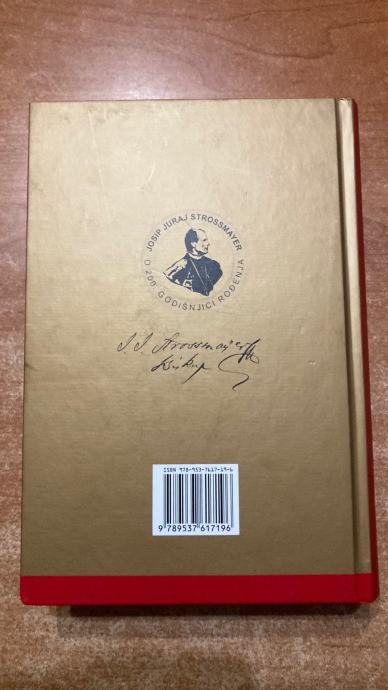 JOSIP JURAJ STROSSMAYER
O 200. GODIŠNJICI ROĐENJA
J. J. Strossmayer
Biskup
ISBN 978-953-7617-19-6
9 789537 617196